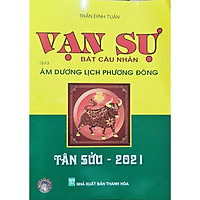 TRẦN ĐÌNH TUẤN
VẠN SỰ
BẤT CẦU NHÂN
QUA
ÂM DƯƠNG LỊCH PHƯƠNG ĐÔNG
TÂN SỬU - 2021
NHÀ XUẤT BẢN THANH HÓA